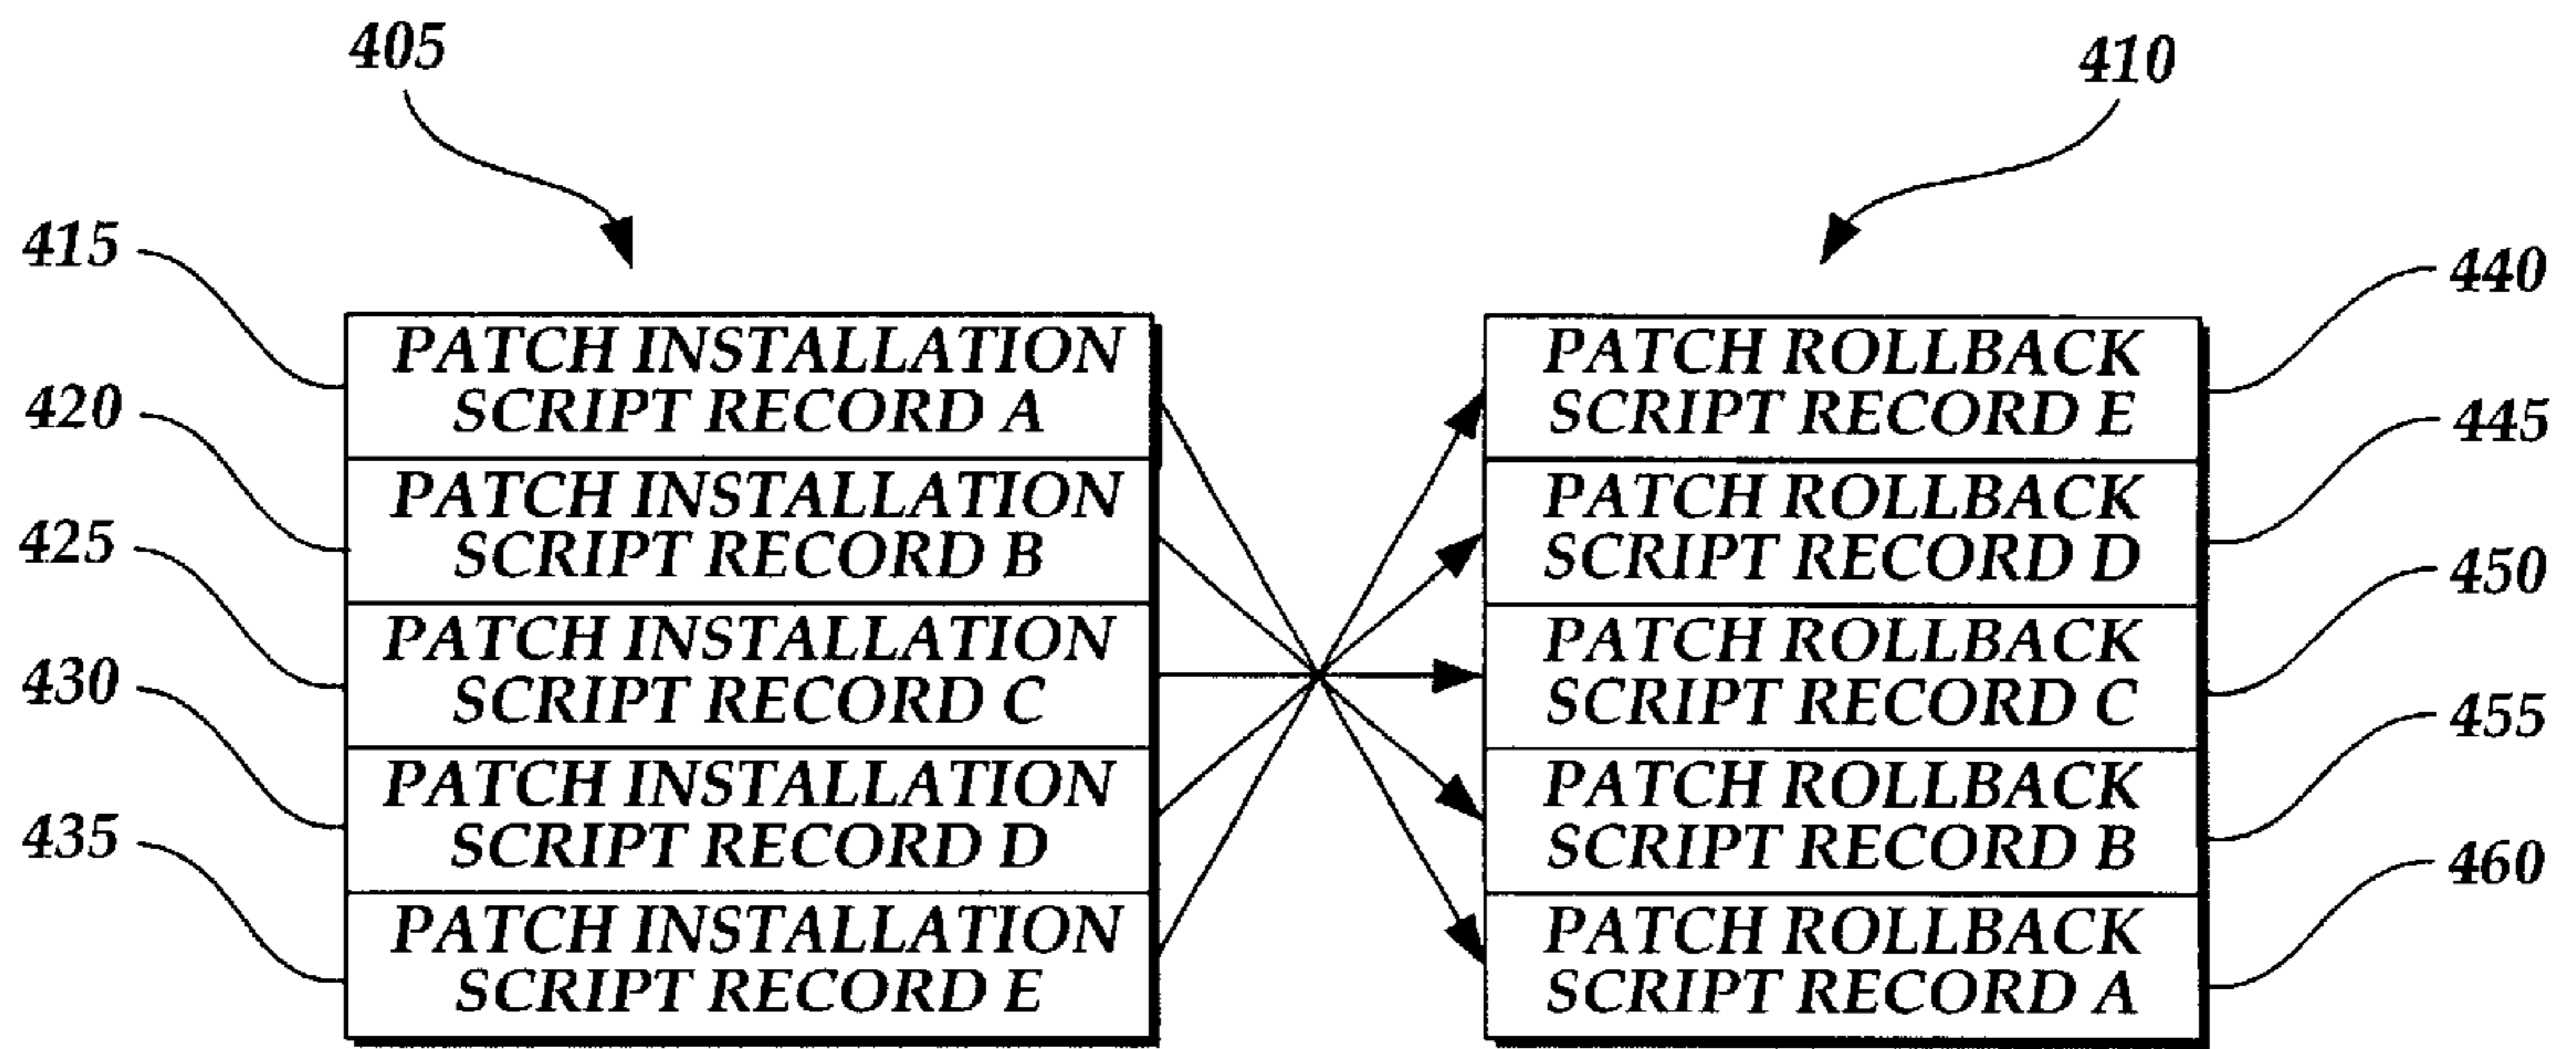 405
410
415
420
425
430
435
PATCH INSTALLATION
SCRIPT RECORD A
PATCH INSTALLATION
SCRIPT RECORD B
PATCH INSTALLATION
SCRIPT RECORD C
PATCH INSTALLATION
SCRIPT RECORD D
PATCH INSTALLATION
SCRIPT RECORD E
PATCH ROLLBACK
SCRIPT RECORD E
PATCH ROLLBACK
SCRIPT RECORD D
PATCH ROLLBACK
SCRIPT RECORD C
PATCH ROLLBACK
SCRIPT RECORD B
PATCH ROLLBACK
SCRIPT RECORD A
440
445
450
455
460